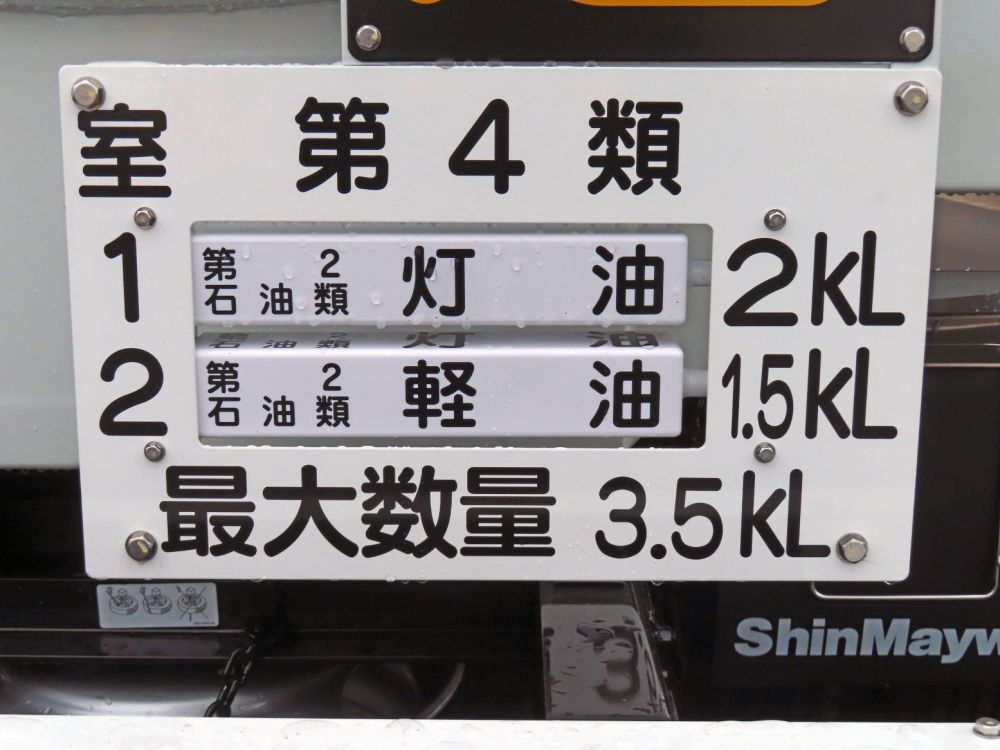 室 第4類
1 第2石油類 灯油 2KL
2 第2石油類 軽油 1.5KL
最大数量 3.5KL
ShinMayw